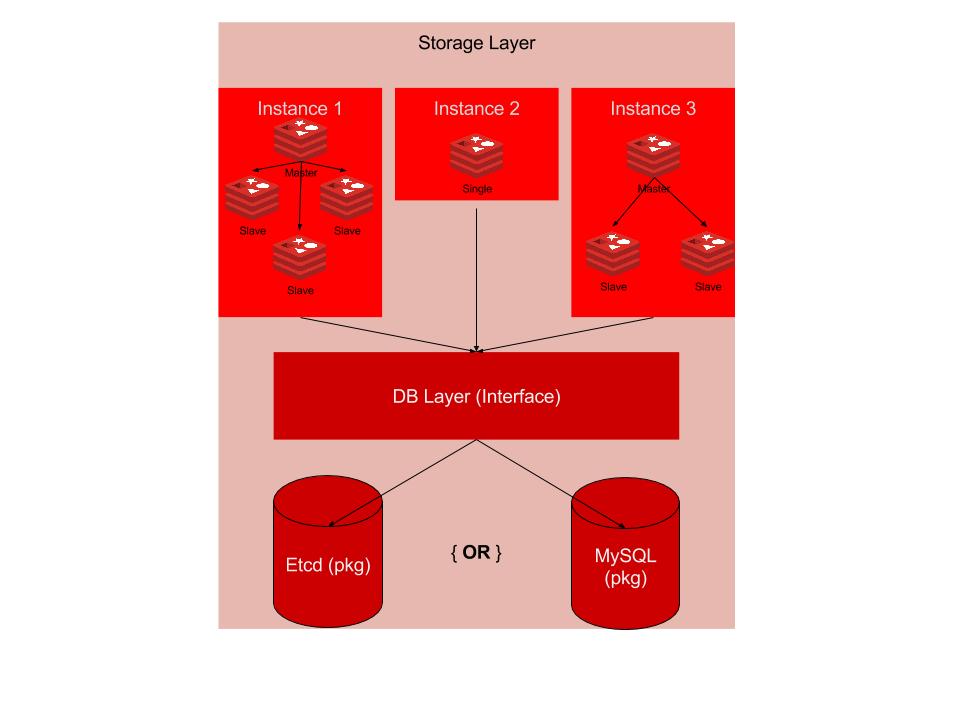 Storage Layer
Instance 1
Master
Slave
Slave
Slave
Instance 2
Single
Instance 3
Master
Slave
Slave
DB Layer (Interface)
Etcd (pkg)
{ OR }
MySQL
(pkg)